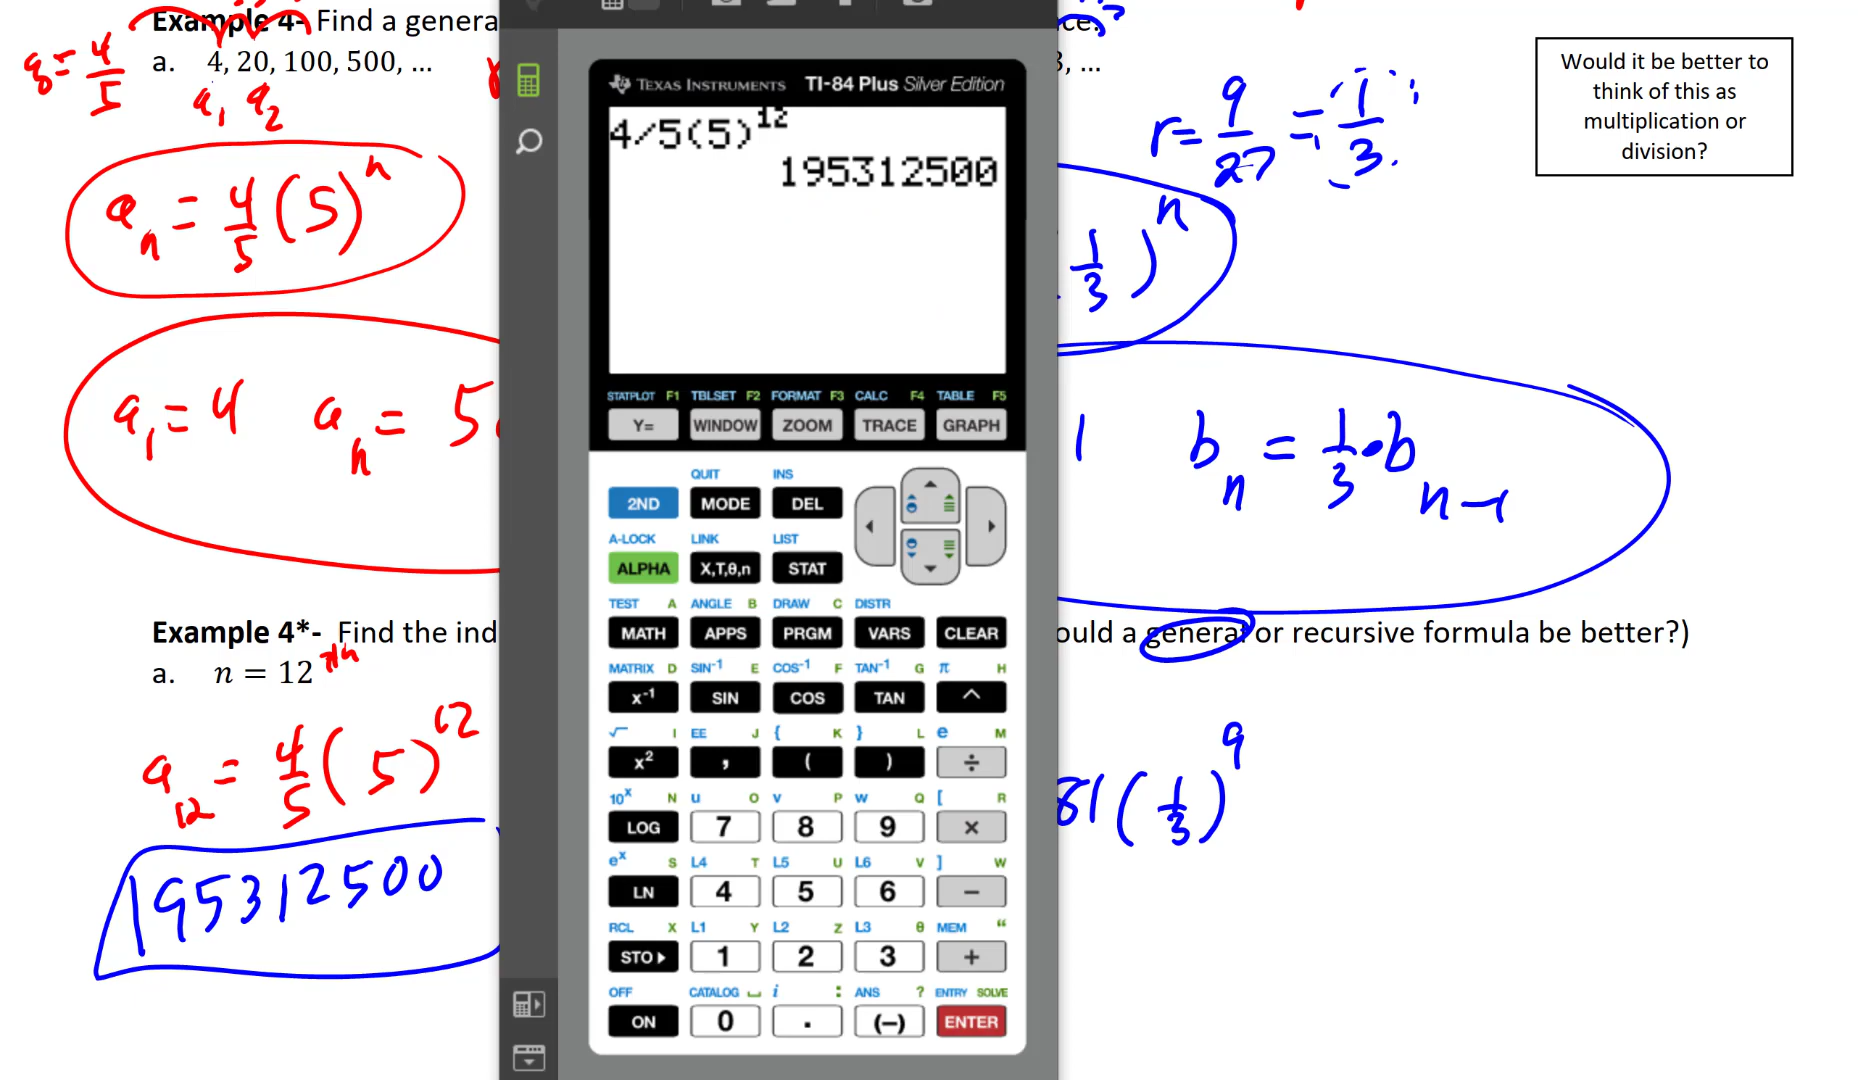 Example 4- Find a genera
ce.
a. 4, 20, 100, 500, ...
3, ...
= 4/5
a₁ a₂
aₙ = 4/5 (5)ⁿ
a₁ = 4 aₙ = 5
r = 9/27 = 1/3
1/3 )ⁿ
1 bₙ = 1/3 · bₙ₋₁
Would it be better to
think of this as
multiplication or
division?
Example 4*- Find the ind
ould a general or recursive formula be better?)
a. n = 12 th
a₁₂ = 4/5 (5)¹²
195312500
81 (1/3)⁹
TEXAS INSTRUMENTS TI-84 Plus Silver Edition
4/5(5)¹²
195312500
STATPLOT F1 TBLSET F2 FORMAT F3 CALC F4 TABLE F5
Y= WINDOW ZOOM TRACE GRAPH
QUIT INS
2ND MODE DEL
A-LOCK LINK LIST
ALPHA X,T,θ,n STAT
TEST A ANGLE B DRAW C DISTR
MATH APPS PRGM VARS CLEAR
MATRIX D SIN⁻¹ E COS⁻¹ F TAN⁻¹ G π H
x⁻¹ SIN COS TAN ^
√ I EE J { K } L e M
x² , ( ) ÷
10ˣ N u O v P w Q [ R
LOG 7 8 9 ×
eˣ S L4 T L5 U L6 V ] W
LN 4 5 6 −
RCL X L1 Y L2 Z L3 θ MEM “
STO▸ 1 2 3 +
OFF CATALOG ⎵ i : ANS ? ENTRY SOLVE
ON 0 . (−) ENTER